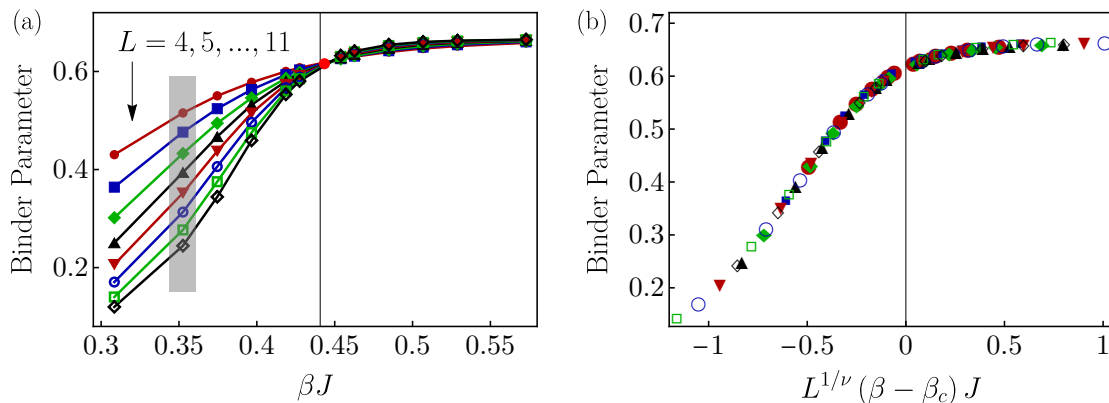 (a)
L = 4, 5, ..., 11
Binder Parameter
0.6
0.4
0.2
0.3
0.35
0.4
0.45
0.5
0.55
βJ
(b)
Binder Parameter
0.7
0.6
0.5
0.4
0.3
0.2
−1
−0.5
0
0.5
1
L^{1/ν} (β − β_c) J